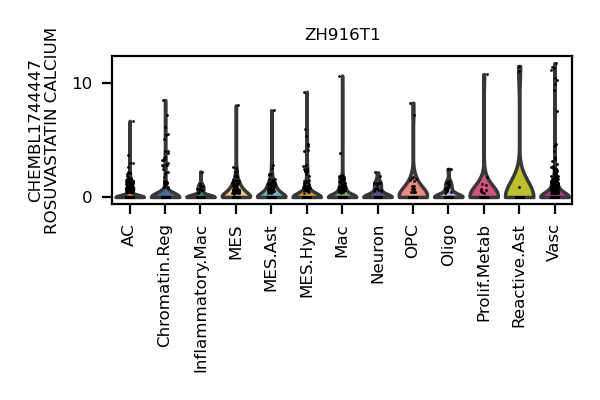 ZH916T1
CHEMBL1744447
ROSUVASTATIN CALCIUM
10
0
AC
Chromatin.Reg
Inflammatory.Mac
MES
MES.Ast
MES.Hyp
Mac
Neuron
OPC
Oligo
Prolif.Metab
Reactive.Ast
Vasc